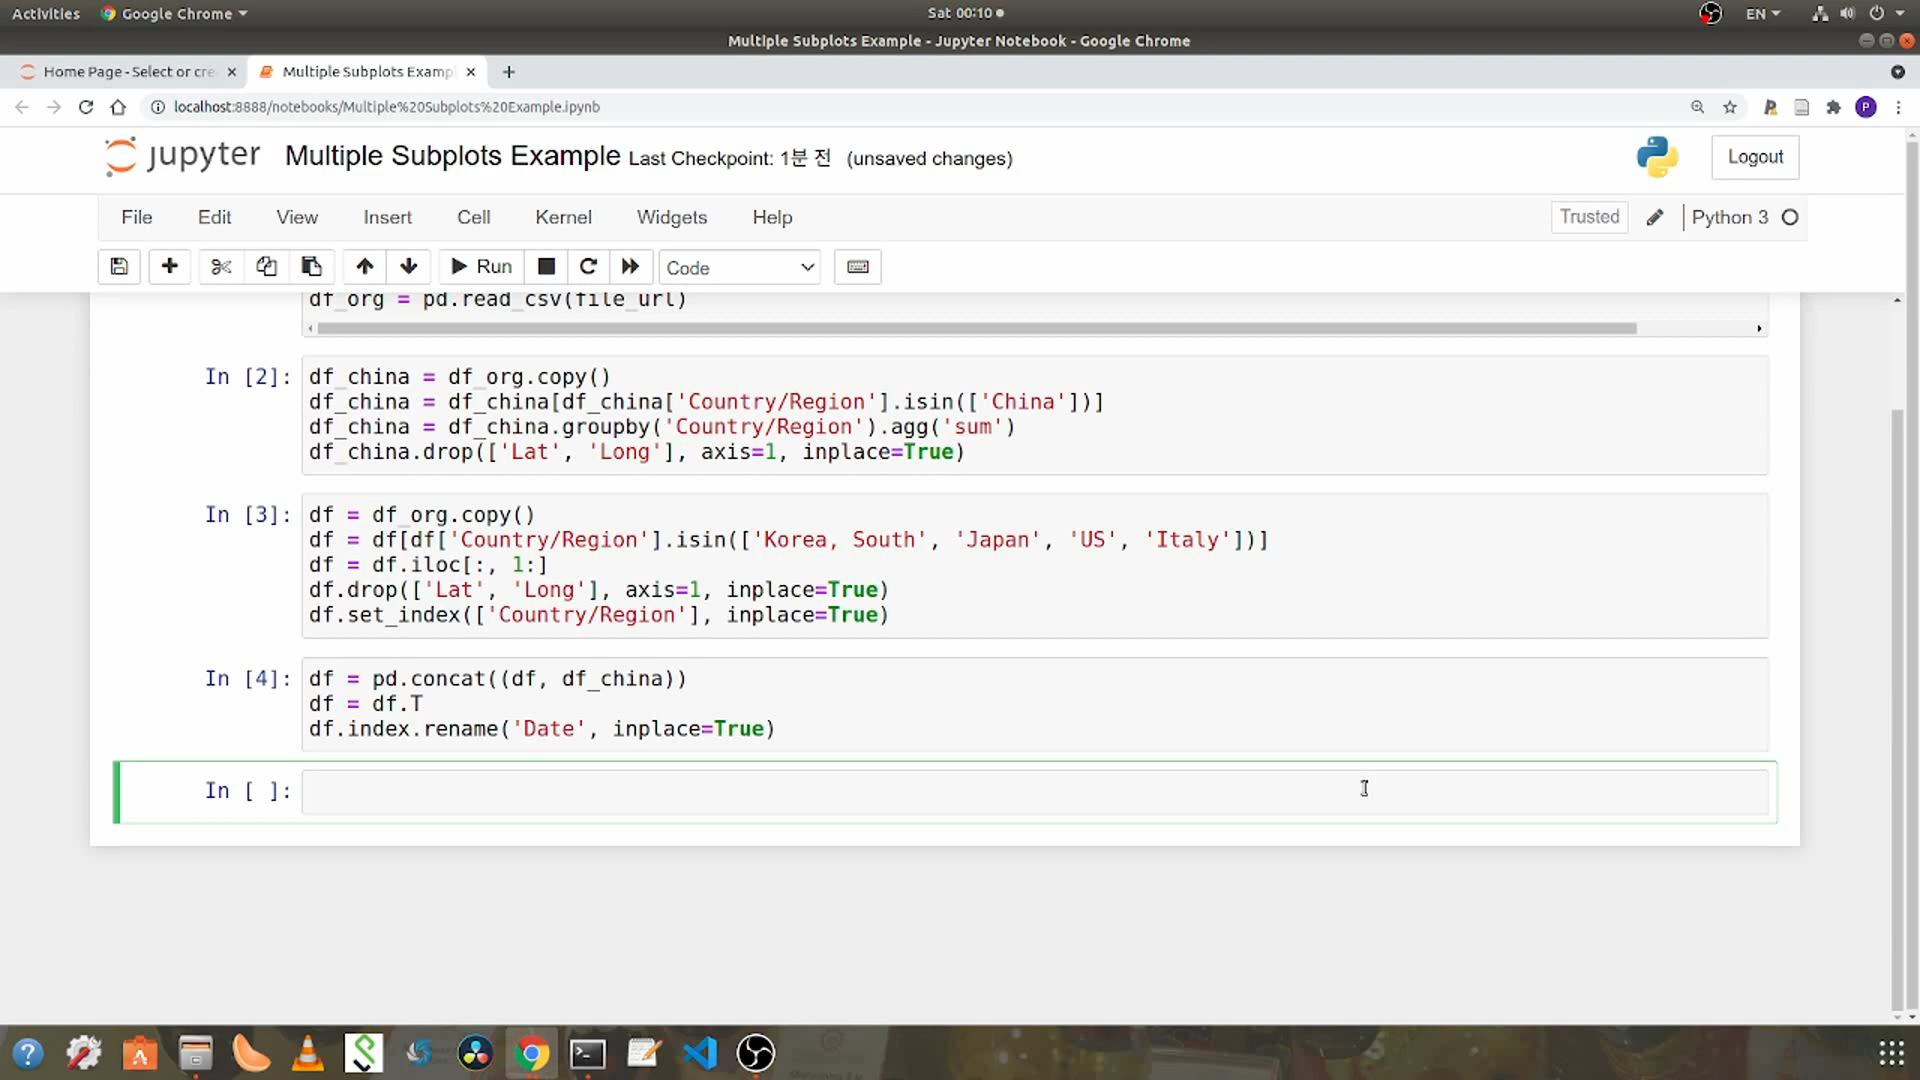 Activities Google Chrome Sat 00:10 EN
Multiple Subplots Example - Jupyter Notebook - Google Chrome
Home Page - Select or cre Multiple Subplots Exampl
localhost:8888/notebooks/Multiple%20Subplots%20Example.ipynb P
jupyter Multiple Subplots Example Last Checkpoint: 1분 전 (unsaved changes) Logout
File Edit View Insert Cell Kernel Widgets Help Trusted Python 3
Run Code
df_org = pd.read_csv(file_url)
In [2]: df_china = df_org.copy()
df_china = df_china[df_china['Country/Region'].isin(['China'])]
df_china = df_china.groupby('Country/Region').agg('sum')
df_china.drop(['Lat', 'Long'], axis=1, inplace=True)
In [3]: df = df_org.copy()
df = df[df['Country/Region'].isin(['Korea, South', 'Japan', 'US', 'Italy'])]
df = df.iloc[:, 1:]
df.drop(['Lat', 'Long'], axis=1, inplace=True)
df.set_index(['Country/Region'], inplace=True)
In [4]: df = pd.concat((df, df_china))
df = df.T
df.index.rename('Date', inplace=True)
In [ ]: